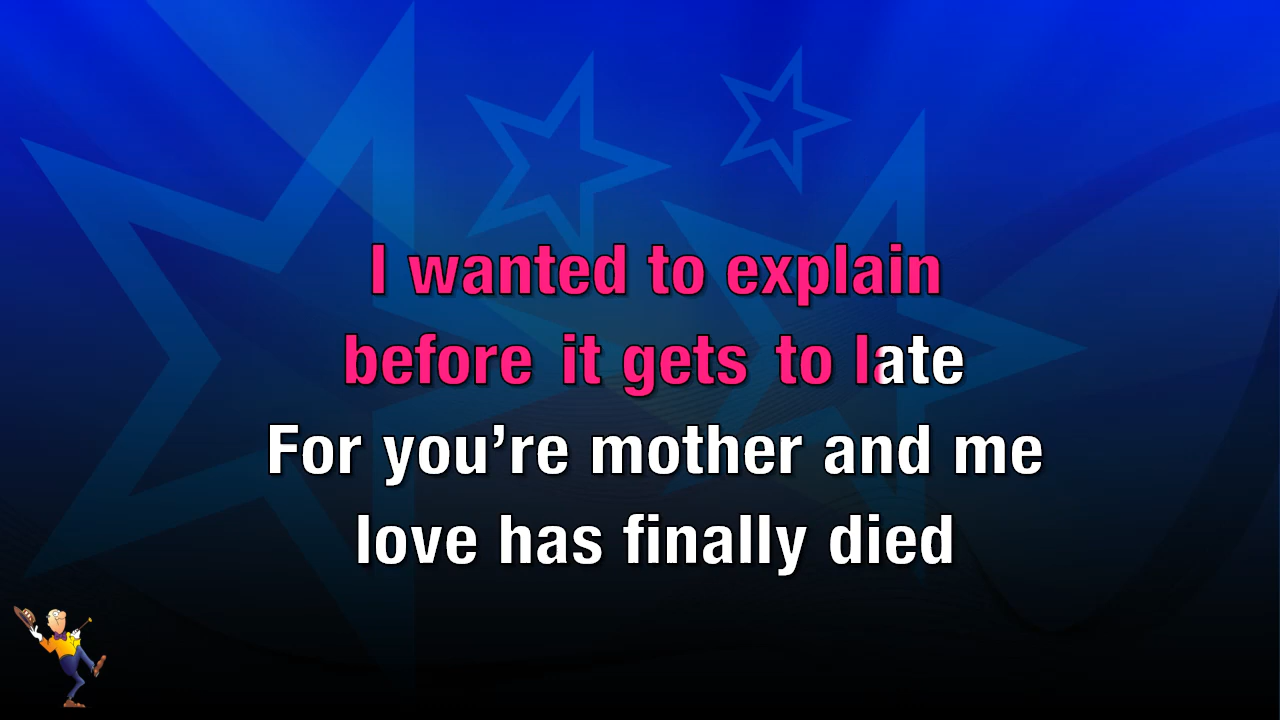 I wanted to explain
before it gets to late
For you’re mother and me
love has finally died